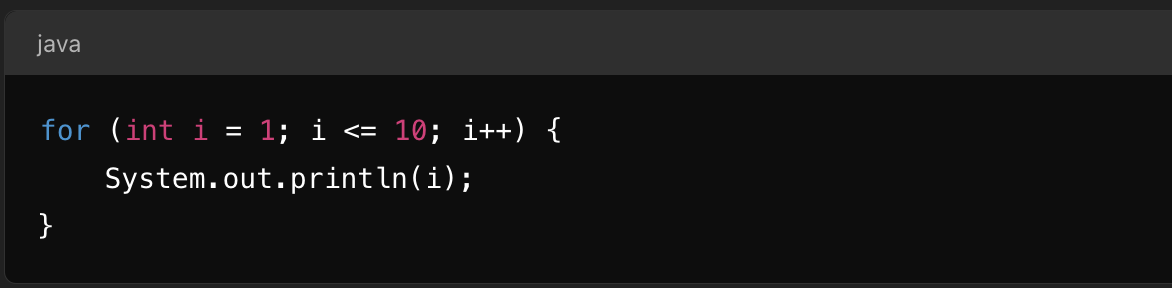 java
for (int i = 1; i <= 10; i++) {
    System.out.println(i);
}